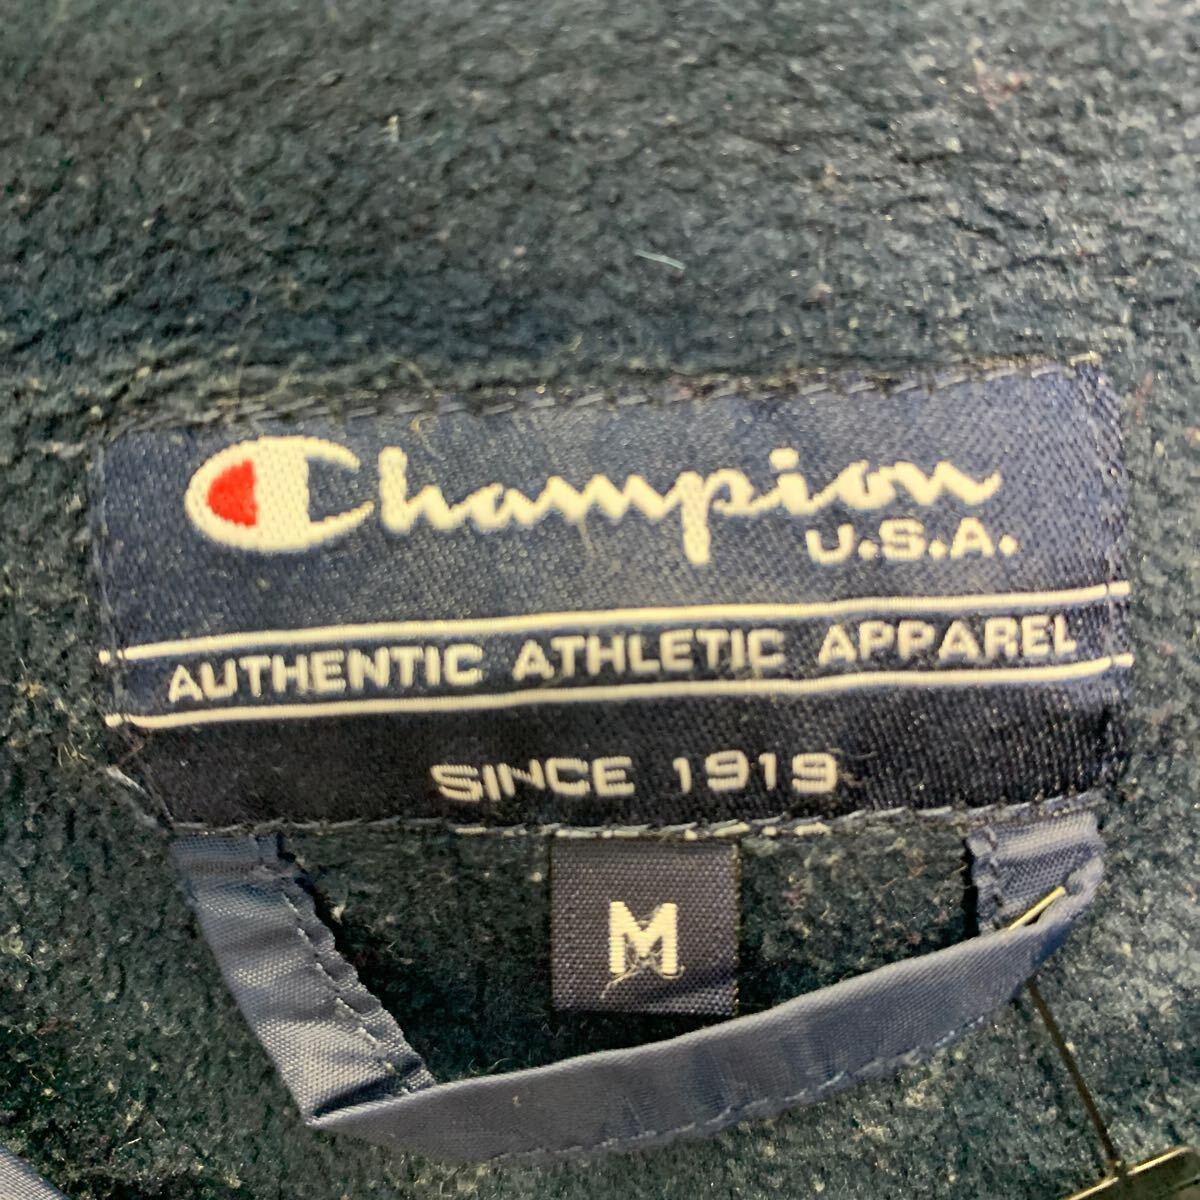 Champion
U.S.A.
AUTHENTIC ATHLETIC APPAREL
SINCE 1919
M